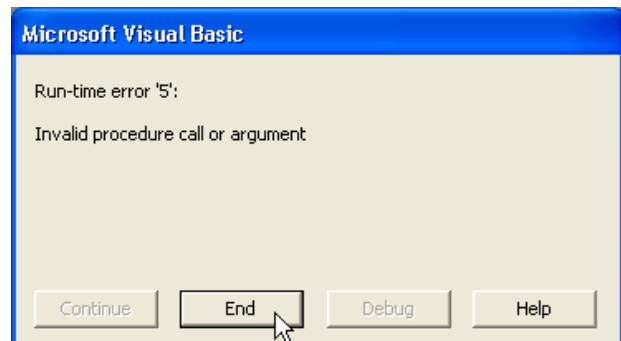 Microsoft Visual Basic
Run-time error '5':
Invalid procedure call or argument
Continue End Debug Help